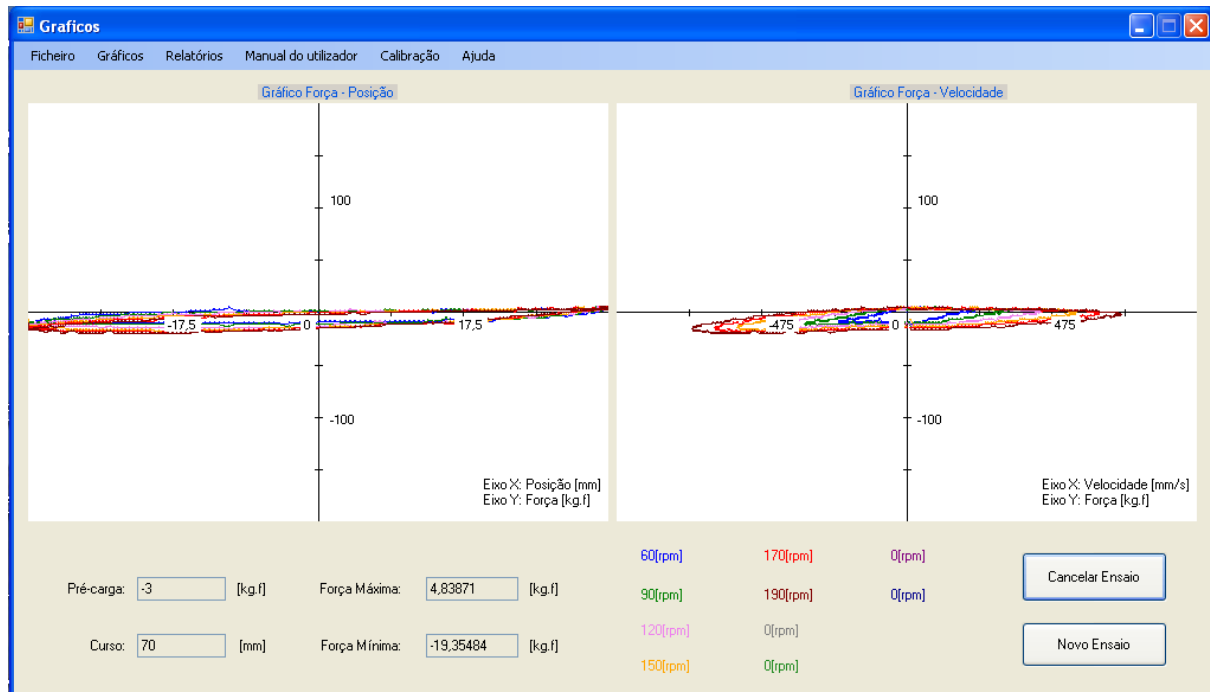 Graficos
Ficheiro Gráficos Relatórios Manual do utilizador Calibração Ajuda
Gráfico Força - Posição
100
-17,5 0 17,5
-100
Eixo X: Posição [mm]
Eixo Y: Força [kg.f]
Gráfico Força - Velocidade
100
-475 0 475
-100
Eixo X: Velocidade [mm/s]
Eixo Y: Força [kg.f]
Pré-carga: -3 [kg.f] Força Máxima: 4,83871 [kg.f]
Curso: 70 [mm] Força Mínima: -19,35484 [kg.f]
60[rpm] 170[rpm] 0[rpm]
90[rpm] 190[rpm] 0[rpm]
120[rpm] 0[rpm]
150[rpm] 0[rpm]
Cancelar Ensaio
Novo Ensaio